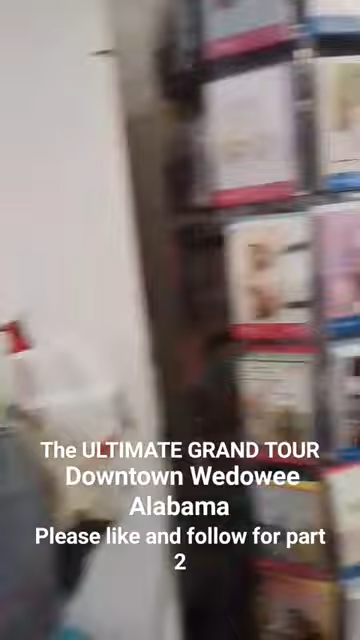 The ULTIMATE GRAND TOUR
Downtown Wedowee
Alabama
Please like and follow for part
2